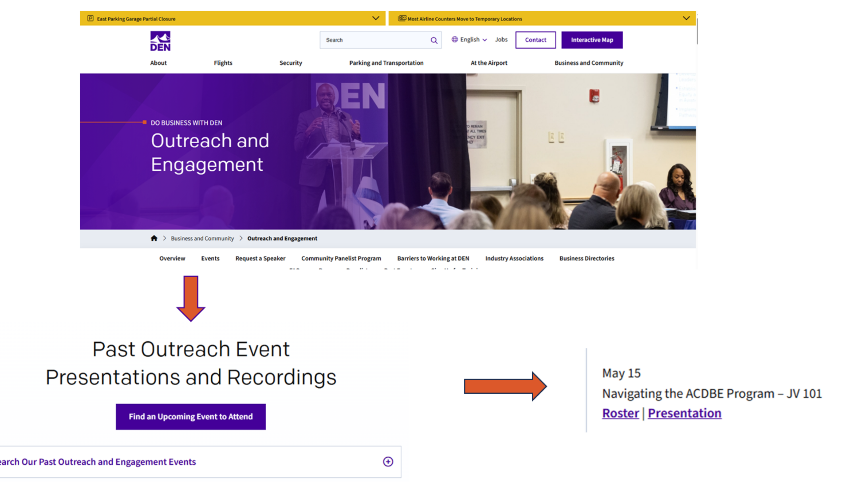 East Parking Garage Partial Closure
Most Airline Counters Move to Temporary Locations
DEN
Search
English
Jobs
Contact
Interactive Map
About
Flights
Security
Parking and Transportation
At the Airport
Business and Community
DEN
DO BUSINESS WITH DEN
Outreach and
Engagement
Business and Community > Outreach and Engagement
Overview
Events
Request a Speaker
Community Panelist Program
Barriers to Working at DEN
Industry Associations
Business Directories
Past Outreach Event
Presentations and Recordings
Find an Upcoming Event to Attend
earch Our Past Outreach and Engagement Events
May 15
Navigating the ACDBE Program – JV 101
Roster | Presentation